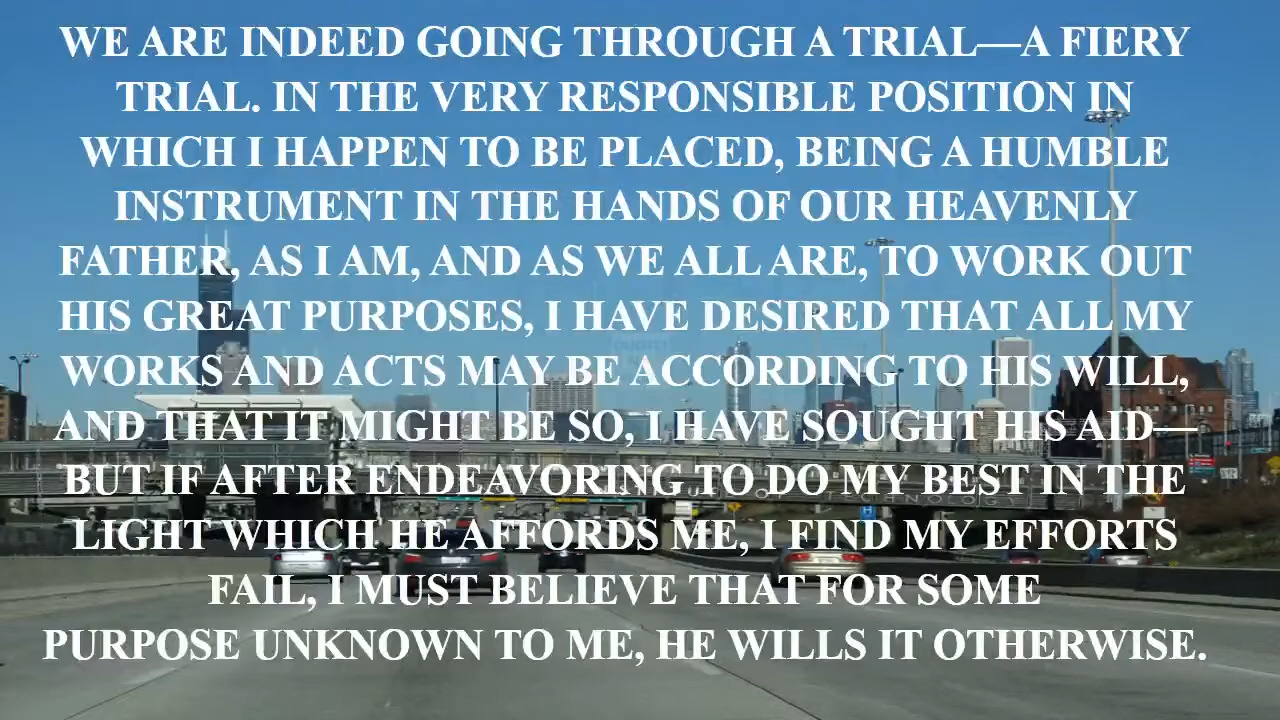 WE ARE INDEED GOING THROUGH A TRIAL—A FIERY
TRIAL. IN THE VERY RESPONSIBLE POSITION IN
WHICH I HAPPEN TO BE PLACED, BEING A HUMBLE
INSTRUMENT IN THE HANDS OF OUR HEAVENLY
FATHER, AS I AM, AND AS WE ALL ARE, TO WORK OUT
HIS GREAT PURPOSES, I HAVE DESIRED THAT ALL MY
WORKS AND ACTS MAY BE ACCORDING TO HIS WILL,
AND THAT IT MIGHT BE SO, I HAVE SOUGHT HIS AID—
BUT IF AFTER ENDEAVORING TO DO MY BEST IN THE
LIGHT WHICH HE AFFORDS ME, I FIND MY EFFORTS
FAIL, I MUST BELIEVE THAT FOR SOME
PURPOSE UNKNOWN TO ME, HE WILLS IT OTHERWISE.